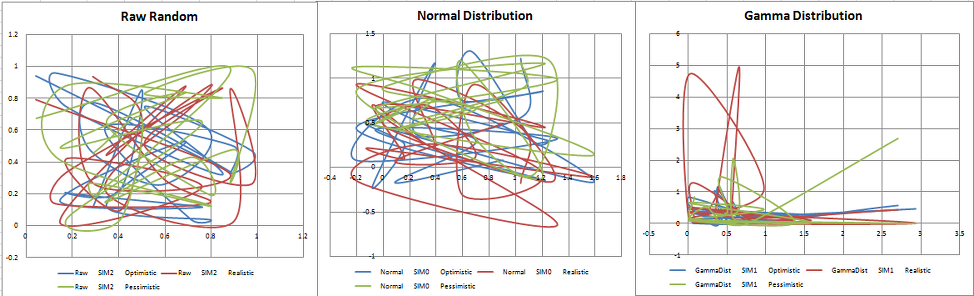 Raw Random
1.2
1
0.8
0.6
0.4
0.2
0
-0.2
0 0.2 0.4 0.6 0.8 1 1.2
Raw SIM2 Optimistic Raw SIM2 Realistic
Raw SIM2 Pessimistic
Normal Distribution
1.5
1
0.5
0
-0.5
-1
-0.4 -0.2 0 0.2 0.4 0.6 0.8 1 1.2 1.4 1.6 1.8
Normal SIM0 Optimistic Normal SIM0 Realistic
Normal SIM0 Pessimistic
Gamma Distribution
6
5
4
3
2
1
0
-1
-0.5 0 0.5 1 1.5 2 2.5 3 3.5
GammaDist SIM1 Optimistic GammaDist SIM1 Realistic
GammaDist SIM1 Pessimistic